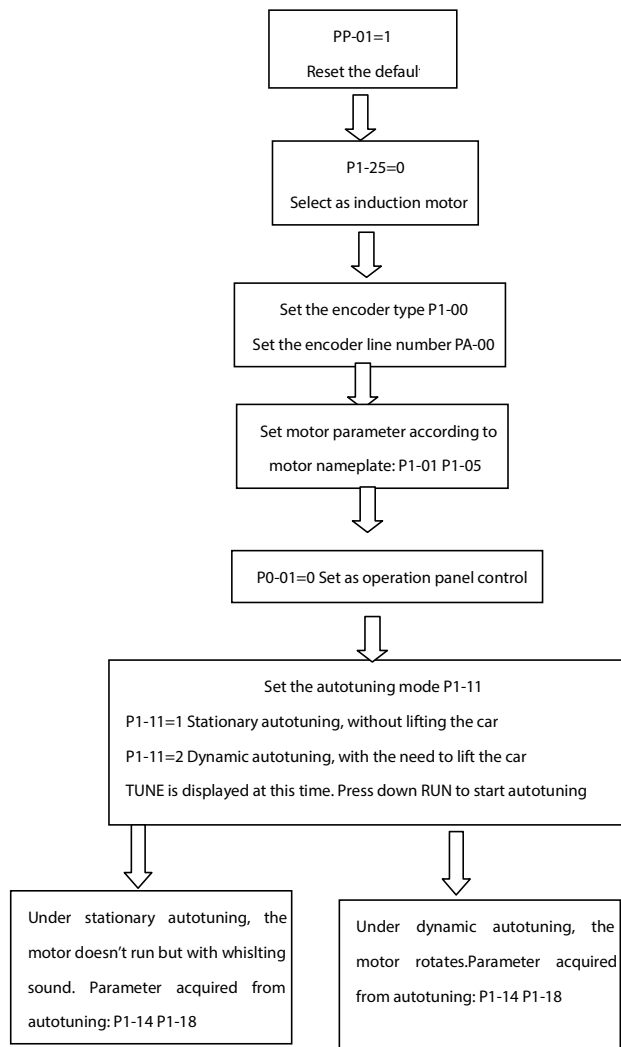 PP-01=1
Reset the default
P1-25=0
Select as induction motor
Set the encoder type P1-00
Set the encoder line number PA-00
Set motor parameter according to
motor nameplate: P1-01 P1-05
P0-01=0 Set as operation panel control
Set the autotuning mode P1-11
P1-11=1 Stationary autotuning, without lifting the car
P1-11=2 Dynamic autotuning, with the need to lift the car
TUNE is displayed at this time. Press down RUN to start autotuning
Under stationary autotuning, the
motor doesn't run but with whislting
sound. Parameter acquired from
autotuning: P1-14 P1-18
Under dynamic autotuning, the
motor rotates.Parameter acquired
from autotuning: P1-14 P1-18